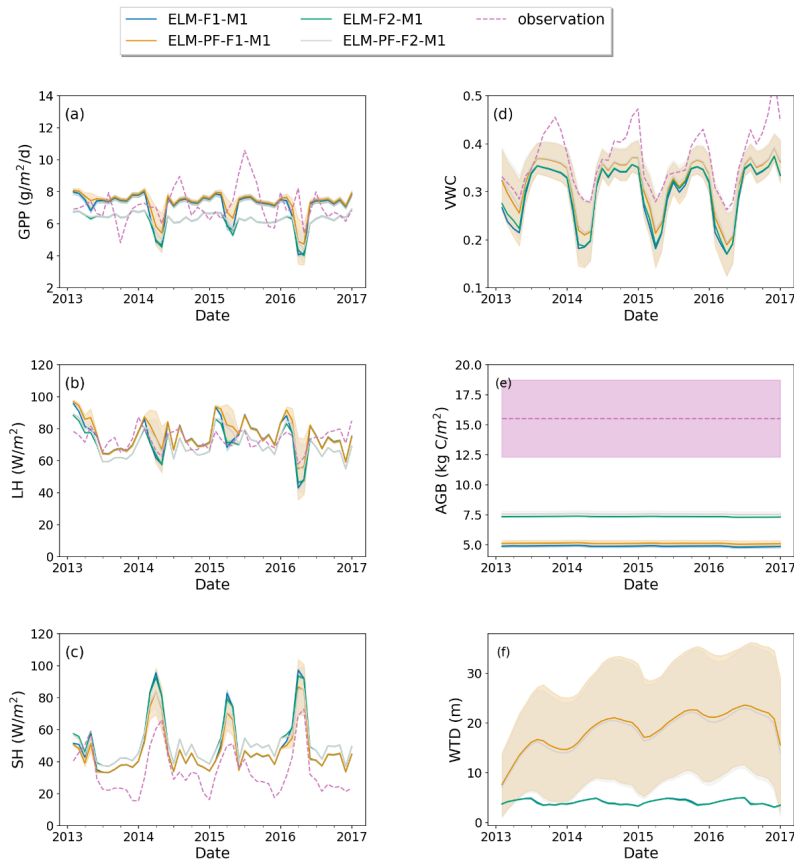 ELM-F1-M1 ELM-F2-M1 observation
ELM-PF-F1-M1 ELM-PF-F2-M1
(a)
GPP (g/m²/d)
14
12
10
8
6
4
2
2013 2014 2015 2016 2017
Date
(d)
VWC
0.5
0.4
0.3
0.2
0.1
2013 2014 2015 2016 2017
Date
(b)
LH (W/m²)
120
100
80
60
40
20
0
2013 2014 2015 2016 2017
Date
(e)
AGB (kg C/m²)
20.0
17.5
15.0
12.5
10.0
7.5
5.0
2013 2014 2015 2016 2017
Date
(c)
SH (W/m²)
120
100
80
60
40
20
0
2013 2014 2015 2016 2017
Date
(f)
WTD (m)
30
20
10
0
2013 2014 2015 2016 2017
Date